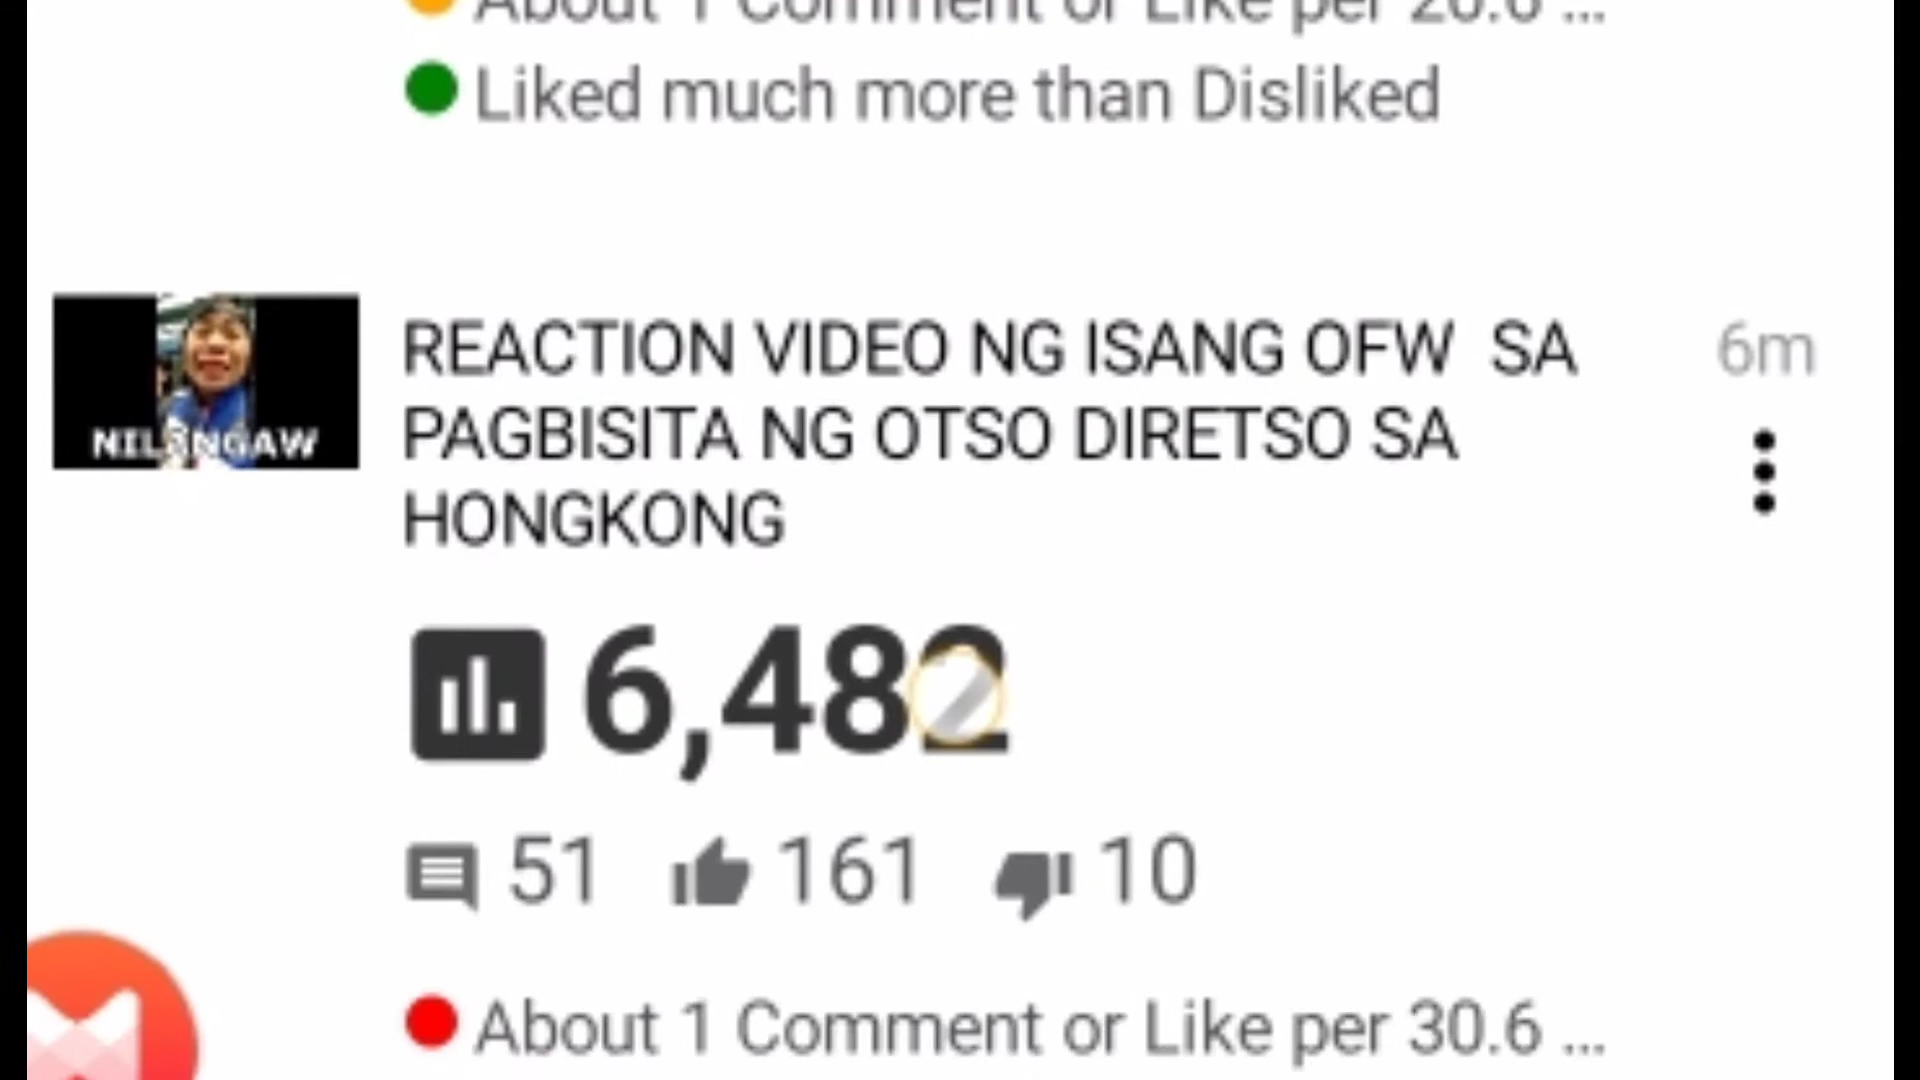 About 1 Comment or Like per 20.6 ...
Liked much more than Disliked
REACTION VIDEO NG ISANG OFW SA
PAGBISITA NG OTSO DIRETSO SA
HONGKONG
6m
NILANGAW
6,482
51 161 10
About 1 Comment or Like per 30.6 ...